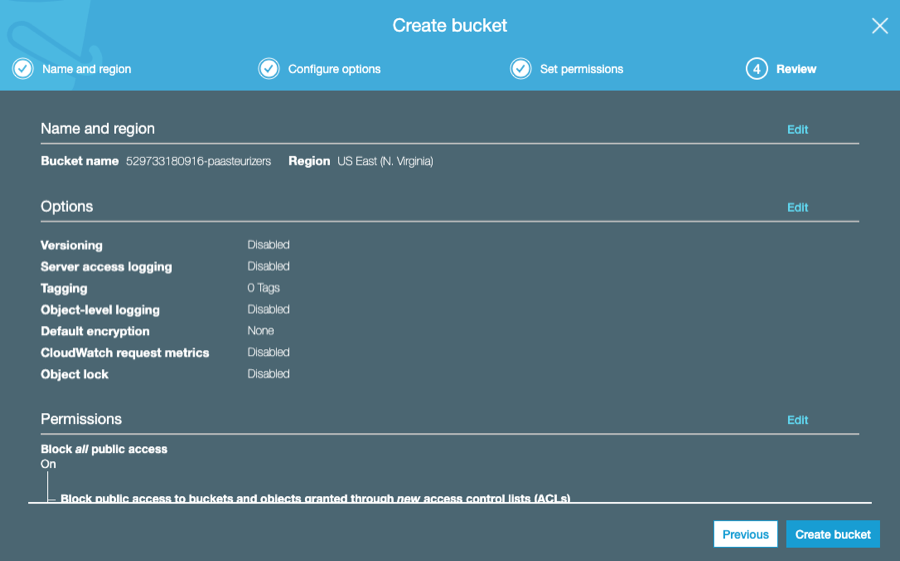 Create bucket
Name and region
Configure options
Set permissions
4 Review
Name and region Edit
Bucket name 529733180916-paasteurizers Region US East (N. Virginia)
Options Edit
Versioning Disabled
Server access logging Disabled
Tagging 0 Tags
Object-level logging Disabled
Default encryption None
CloudWatch request metrics Disabled
Object lock Disabled
Permissions Edit
Block all public access
On
Block public access to buckets and objects granted through new access control lists (ACLs)
Previous Create bucket